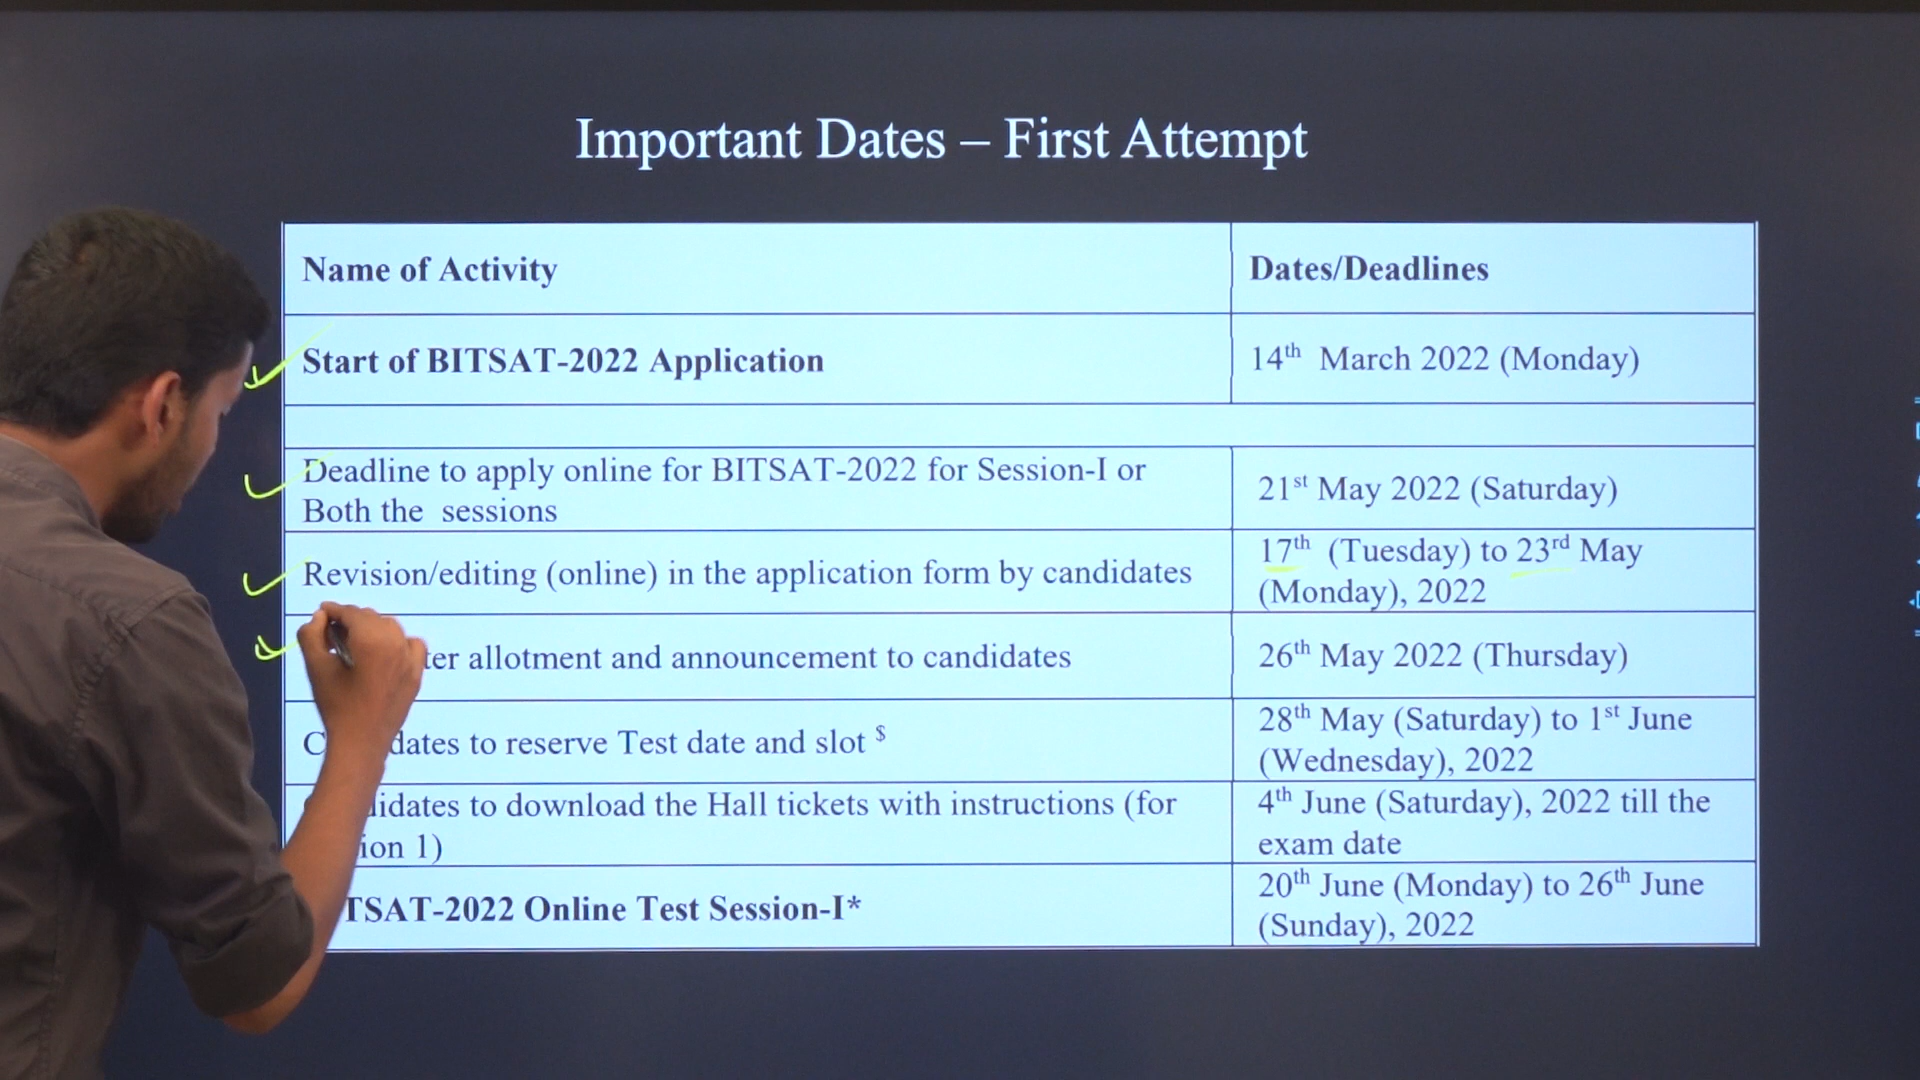 Important Dates – First Attempt
Name of Activity
Dates/Deadlines
Start of BITSAT-2022 Application
14th March 2022 (Monday)
Deadline to apply online for BITSAT-2022 for Session-I or
Both the sessions
21st May 2022 (Saturday)
Revision/editing (online) in the application form by candidates
17th (Tuesday) to 23rd May
(Monday), 2022
allotment and announcement to candidates
26th May 2022 (Thursday)
to reserve Test date and slot $
28th May (Saturday) to 1st June
(Wednesday), 2022
to download the Hall tickets with instructions (for
1)
4th June (Saturday), 2022 till the
exam date
TSAT-2022 Online Test Session-I*
20th June (Monday) to 26th June
(Sunday), 2022